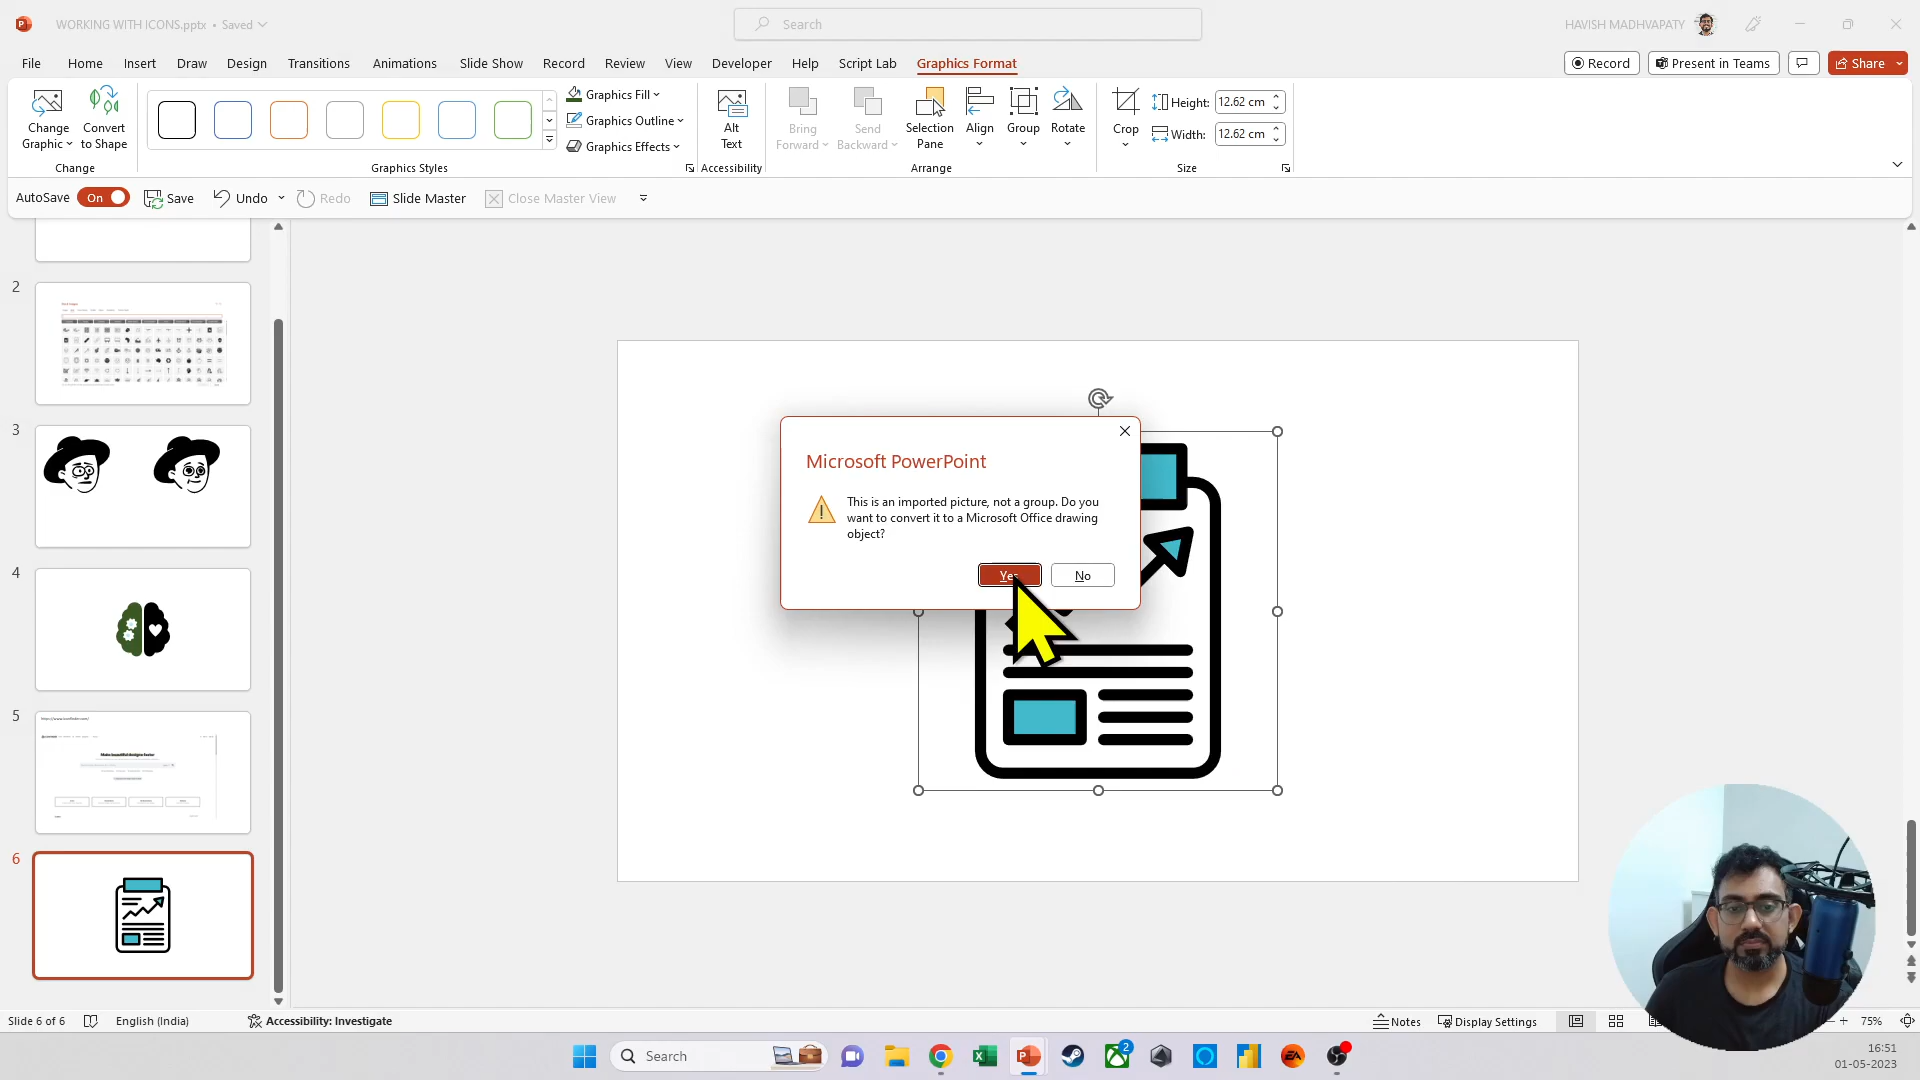 WORKING WITH ICONS.pptx • Saved
Search
HAVISH MADHVAPATY
File Home Insert Draw Design Transitions Animations Slide Show Record Review View Developer Help Script Lab Graphics Format
Record
Present in Teams
Share
Change Graphic
Convert to Shape
Change
Graphics Fill
Graphics Outline
Graphics Effects
Graphics Styles
Alt Text
Accessibility
Bring Forward
Send Backward
Selection Pane
Align
Group
Rotate
Arrange
Crop
Height: 12.62 cm
Width: 12.62 cm
Size
AutoSave On Save Undo Redo Slide Master Close Master View
2
3
4
5
6
Microsoft PowerPoint
This is an imported picture, not a group. Do you
want to convert it to a Microsoft Office drawing
object?
Yes
No
Slide 6 of 6
English (India)
Accessibility: Investigate
Notes
Display Settings
75%
Search
2
16:51
01-05-2023